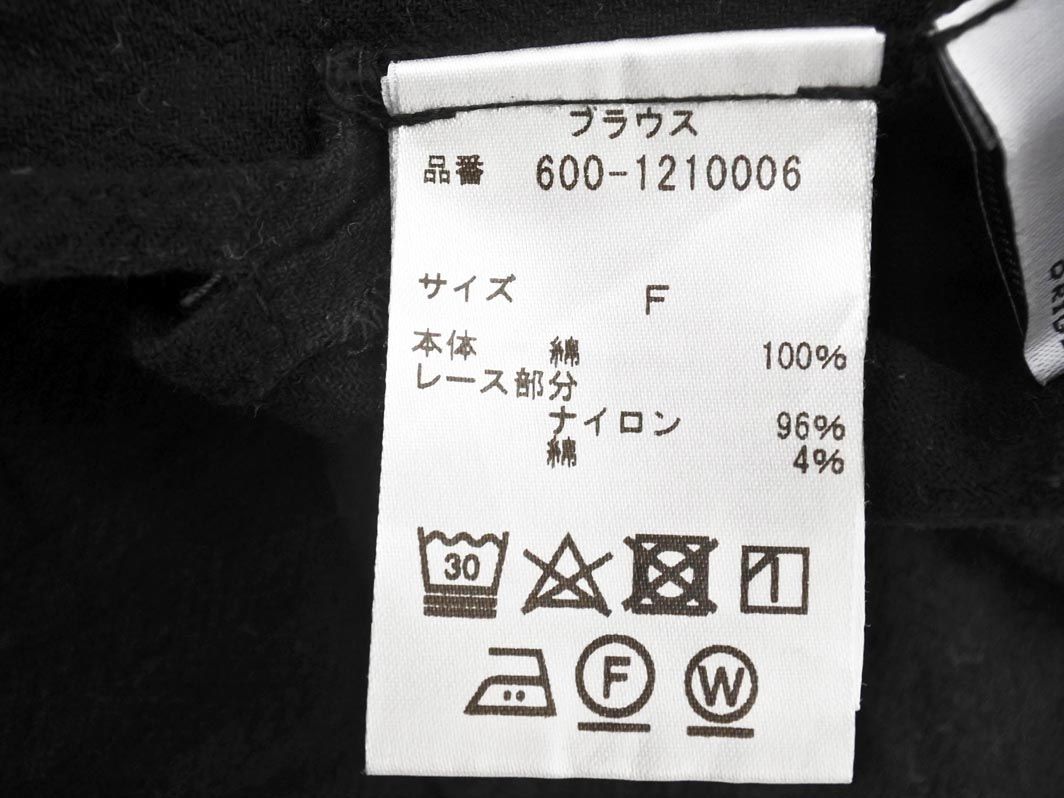 ブラウス
品番 600-1210006
サイズ F
本体 綿 100%
レース部分
ナイロン 96%
綿 4%
30
F
W